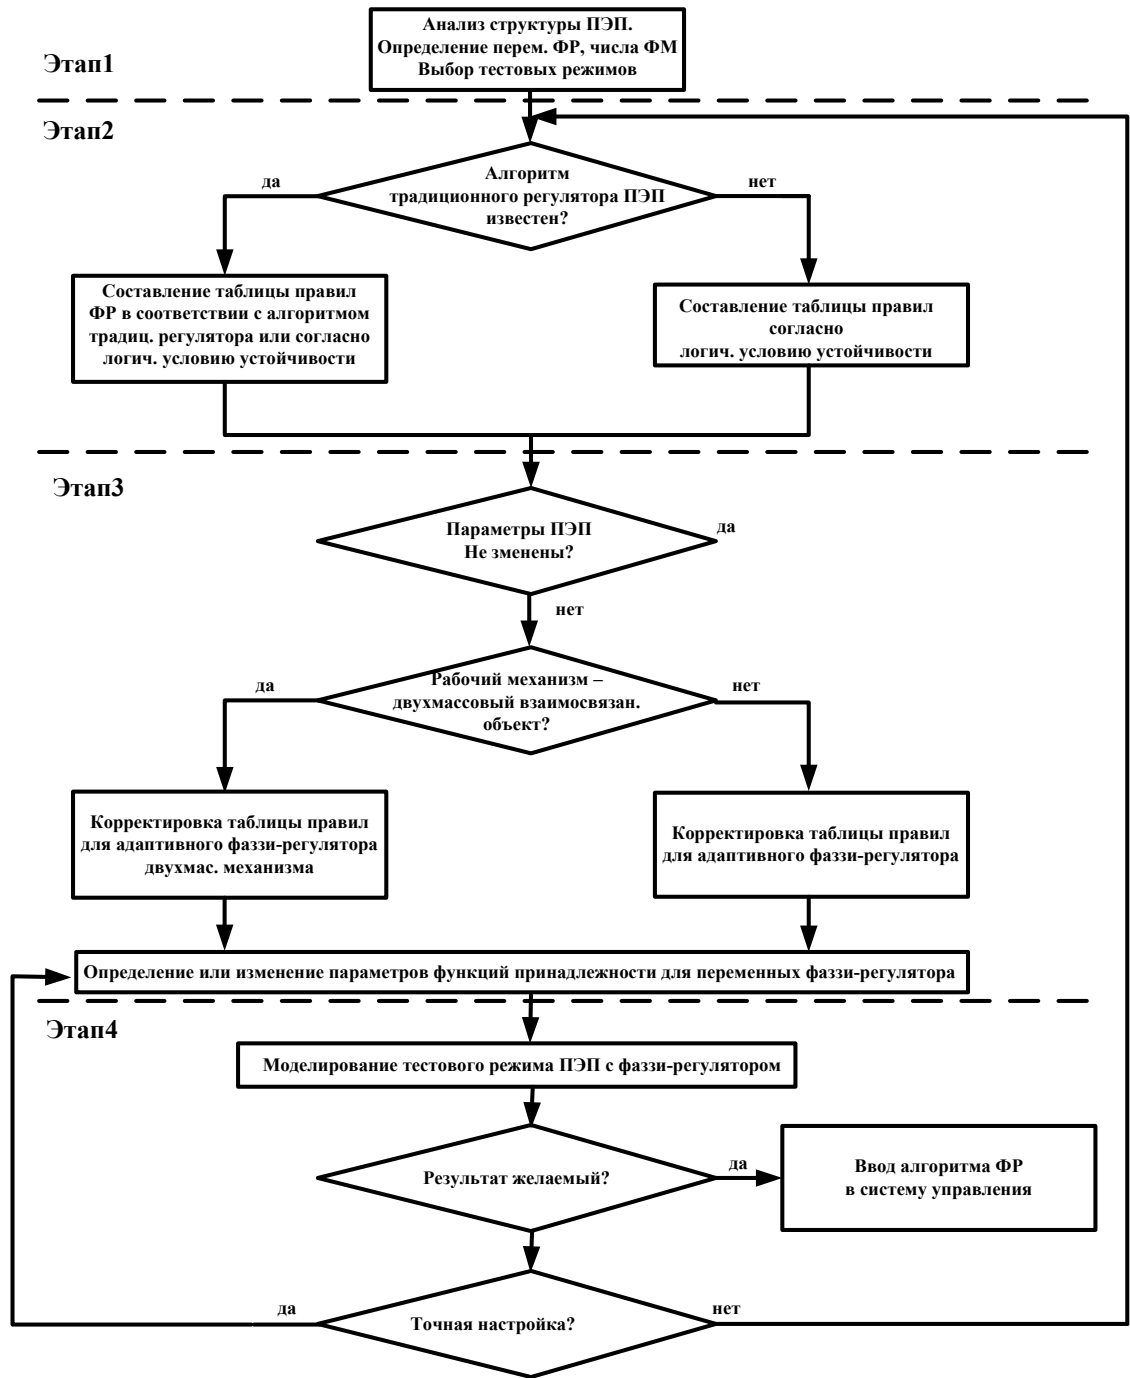 Анализ структуры ПЭП.
Определение перем. ФР, числа ФМ
Выбор тестовых режимов
Этап1
Этап2
Алгоритм
традиционного регулятора ПЭП
известен?
да
нет
Составление таблицы правил
ФР в соответствии с алгоритмом
традиц. регулятора или согласно
логич. условию устойчивости
Составление таблицы правил
согласно
логич. условию устойчивости
Этап3
Параметры ПЭП
Не зменены?
да
нет
Рабочий механизм –
двухмассовый взаимосвязан.
объект?
да
нет
Корректировка таблицы правил
для адаптивного фаззи-регулятора
двухмас. механизма
Корректировка таблицы правил
для адаптивного фаззи-регулятора
Определение или изменение параметров функций принадлежности для переменных фаззи-регулятора
Этап4
Моделирование тестового режима ПЭП с фаззи-регулятором
Результат желаемый?
да
Ввод алгоритма ФР
в систему управления
Точная настройка?
да
нет